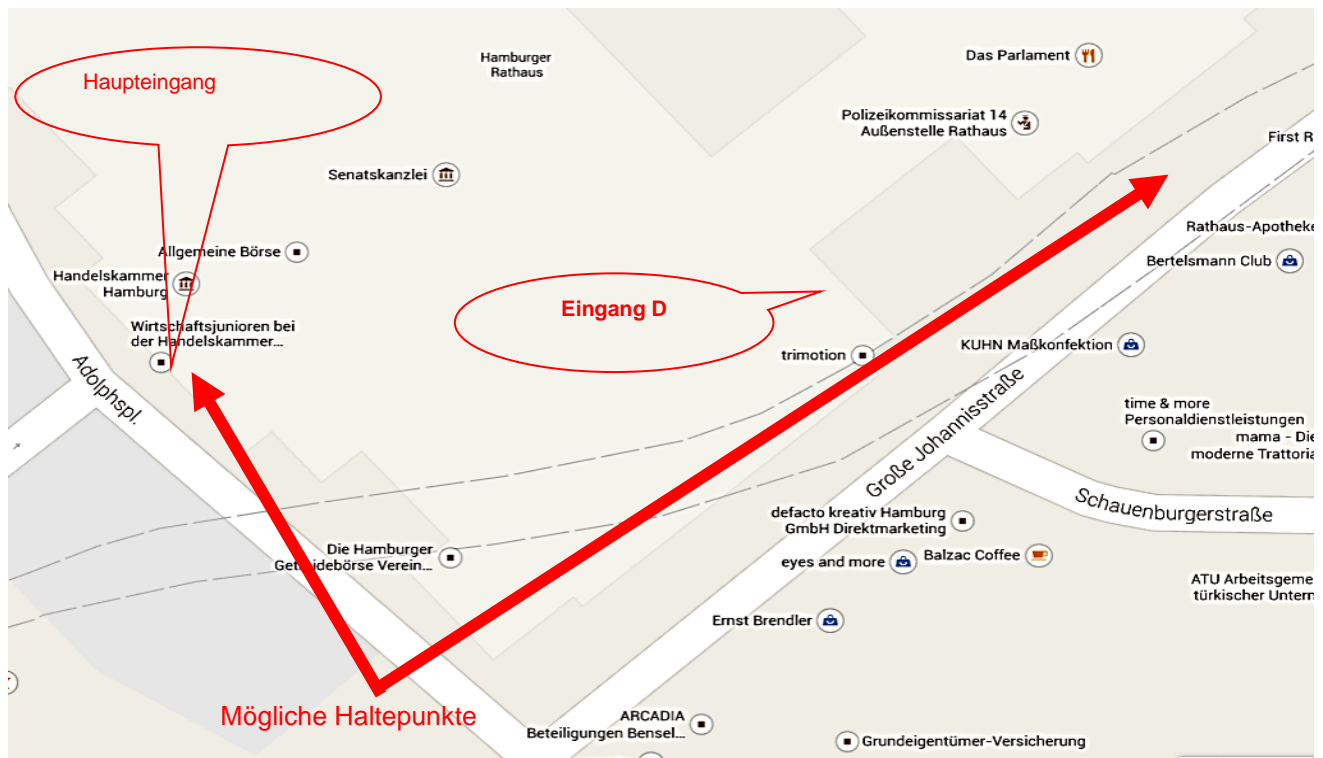 Haupteingang
Hamburger
Rathaus
Das Parlament
Polizeikommissariat 14
Außenstelle Rathaus
First R
Senatskanzlei
Rathaus-Apotheke
Allgemeine Börse
Bertelsmann Club
Handelskammer
Hamburg
Eingang D
Wirtschaftsjunioren bei
der Handelskammer...
trimotion
KUHN Maßkonfektion
Adolphspl.
Große Johannisstraße
time & more
Personaldienstleistungen
mama - Die
moderne Trattoria
Schauenburgerstraße
defacto kreativ Hamburg
GmbH Direktmarketing
Die Hamburger
Getreidebörse Verein...
eyes and more
Balzac Coffee
ATU Arbeitsgeme
türkischer Untern
Ernst Brendler
Mögliche Haltepunkte
ARCADIA
Beteiligungen Bensel...
Grundeigentümer-Versicherung